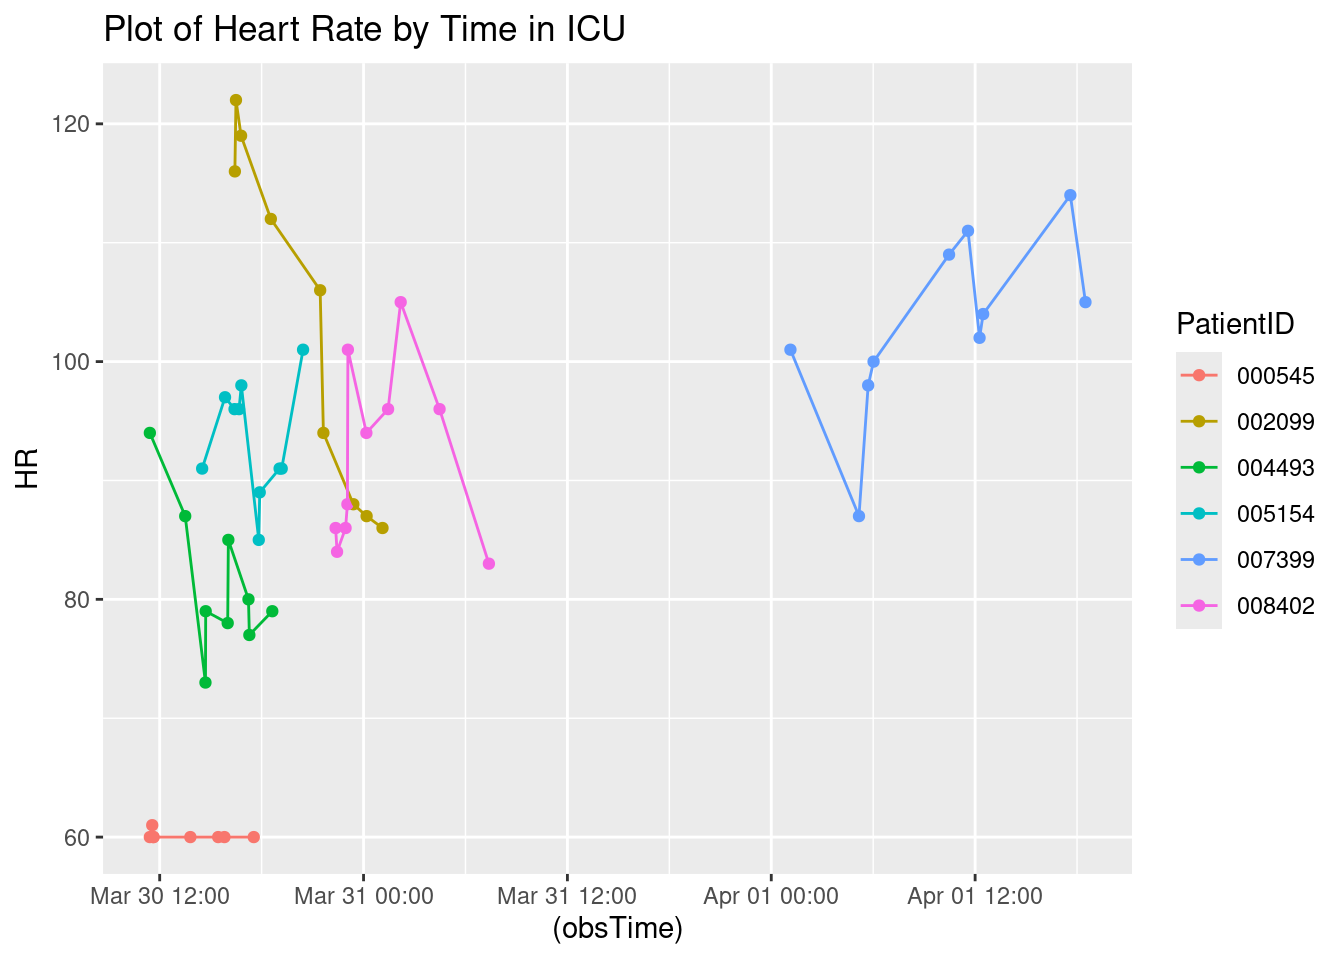 Plot of Heart Rate by Time in ICU
120
100
80
60
HR
Mar 30 12:00 Mar 31 00:00 Mar 31 12:00 Apr 01 00:00 Apr 01 12:00
(obsTime)
PatientID
000545
002099
004493
005154
007399
008402